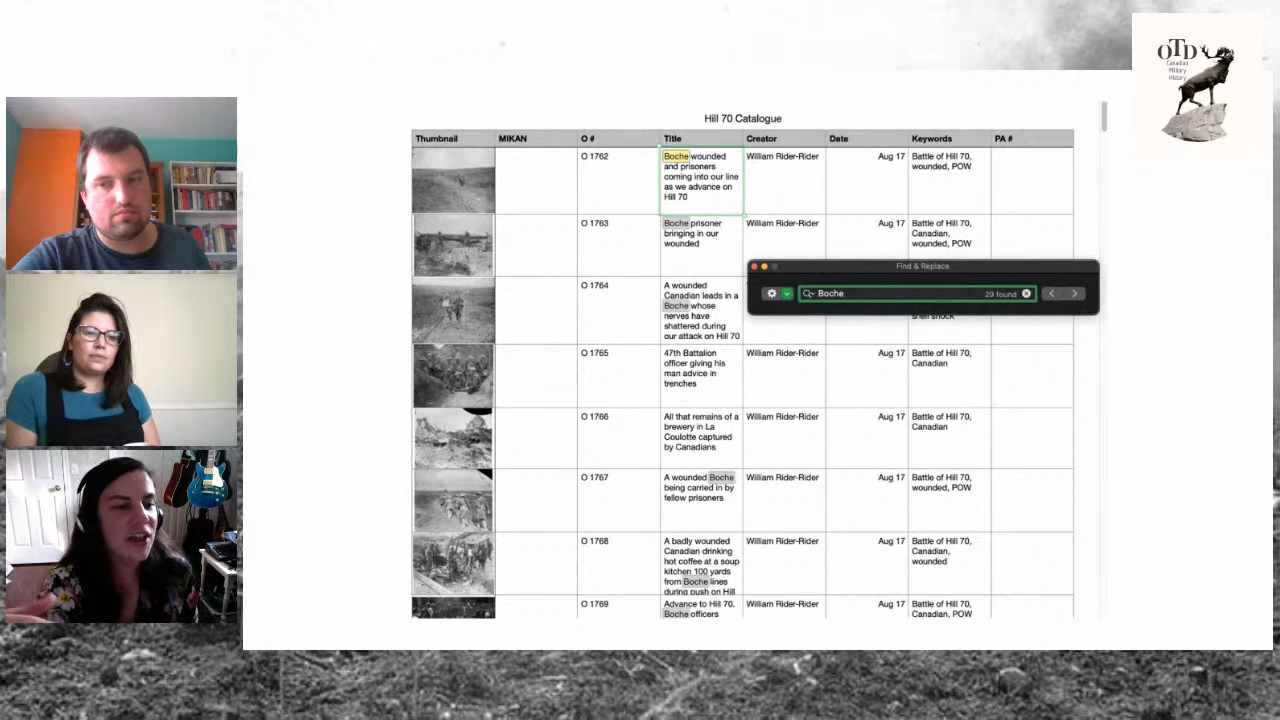 OTD
Canadian
Military
History
Hill 70 Catalogue
Thumbnail MIKAN O # Title Creator Date Keywords PA #
O 1762 Boche wounded William Rider-Rider Aug 17 Battle of Hill 70,
and prisoners wounded, POW
coming into our line
as we advance on
Hill 70
O 1763 Boche prisoner William Rider-Rider Aug 17 Battle of Hill 70,
bringing in our Canadian,
wounded wounded, POW
Find & Replace
Boche 29 found
O 1764 A wounded
Canadian leads in a
Boche whose
nerves have shell shock
shattered during
our attack on Hill 70
O 1765 47th Battalion William Rider-Rider Aug 17 Battle of Hill 70,
officer giving his Canadian
man advice in
trenches
O 1766 All that remains of a William Rider-Rider Aug 17 Battle of Hill 70,
brewery in La Canadian
Coulotte captured
by Canadians
O 1767 A wounded Boche William Rider-Rider Aug 17 Battle of Hill 70,
being carried in by wounded, POW
fellow prisoners
O 1768 A badly wounded William Rider-Rider Aug 17 Battle of Hill 70,
Canadian drinking Canadian,
hot coffee at a soup wounded
kitchen 100 yards
from Boche lines
during push on Hill
O 1769 Advance to Hill 70. William Rider-Rider Aug 17 Battle of Hill 70,
Boche officers Canadian, POW